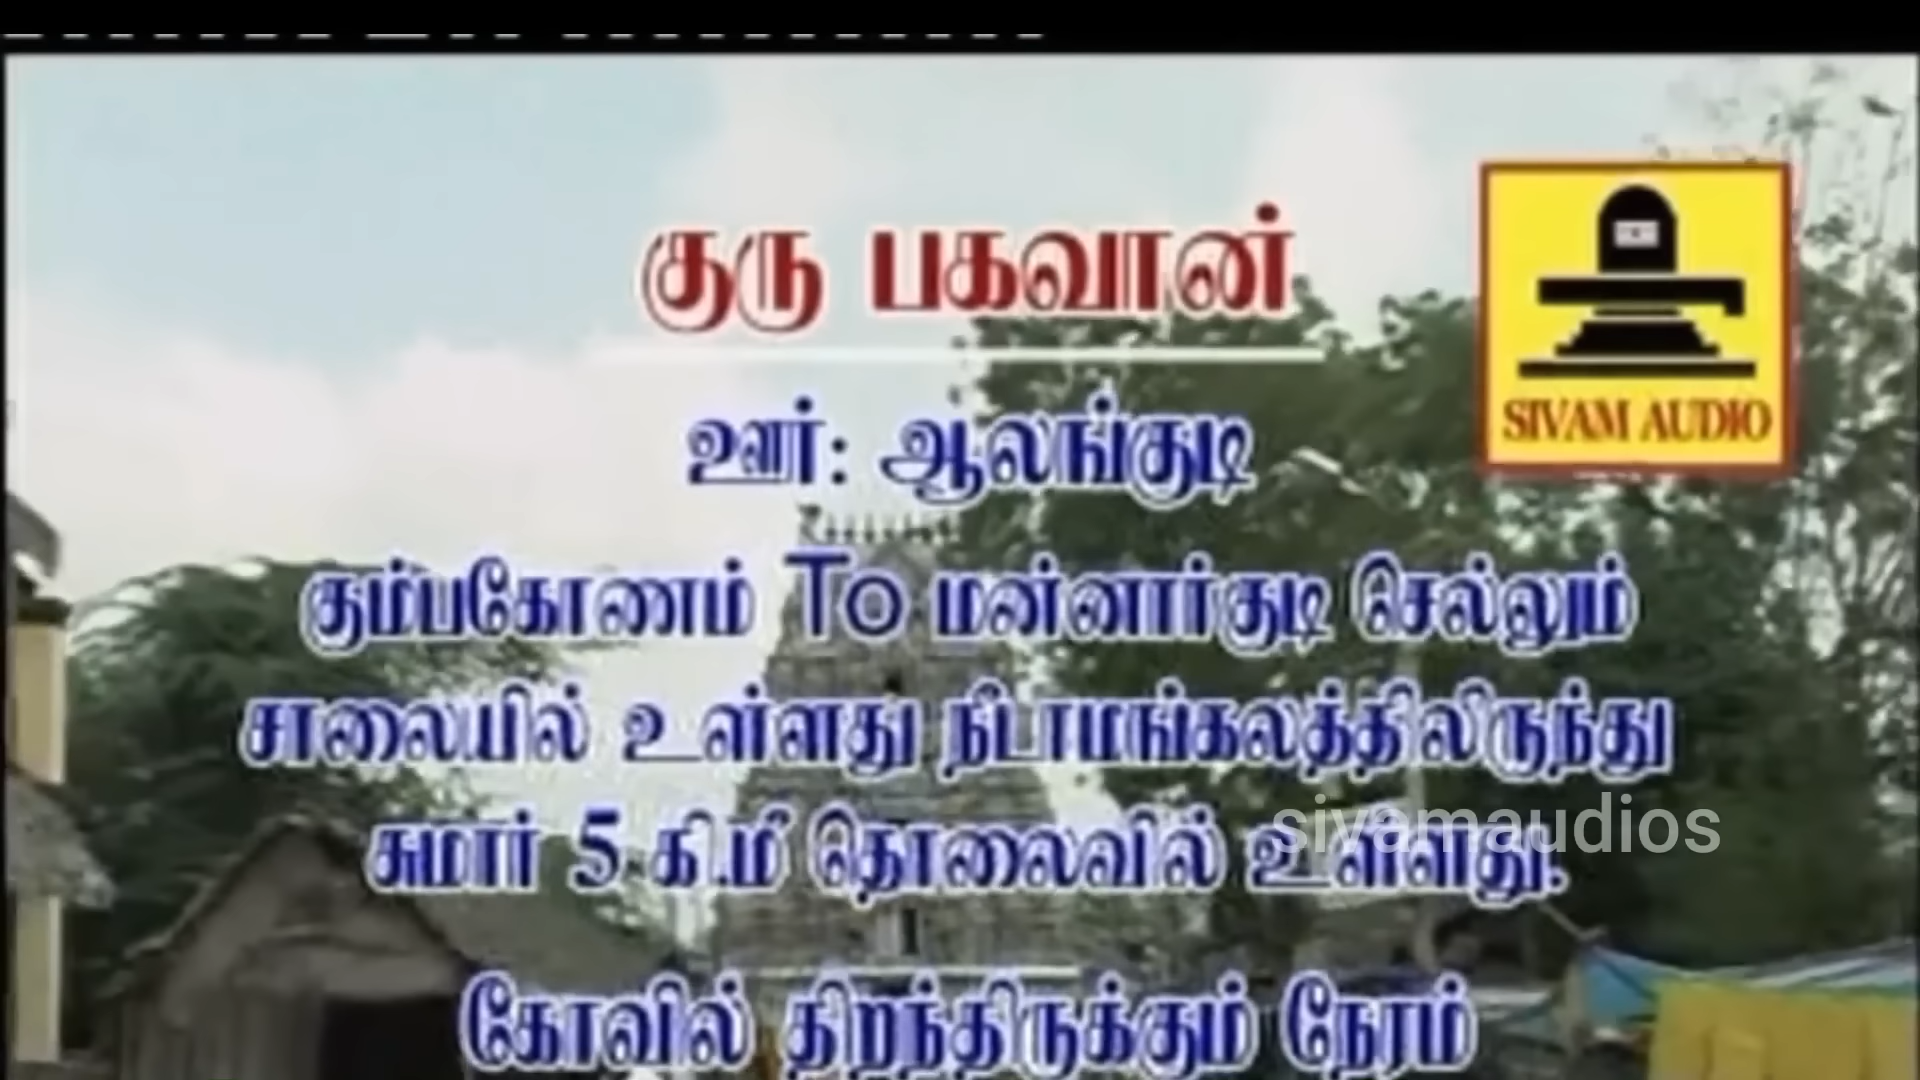 குரு பகவான்
SIVAM AUDIO
ஊர்: ஆலங்குடி
கும்பகோணம் To மன்னார்குடி செல்லும்
சாலையில் உள்ளது நீடாமங்கலத்திலிருந்து
சுமார் 5 கி.மீ தொலைவில் உள்ளது.
sivamaudios
கோவில் திறந்திருக்கும் நேரம்